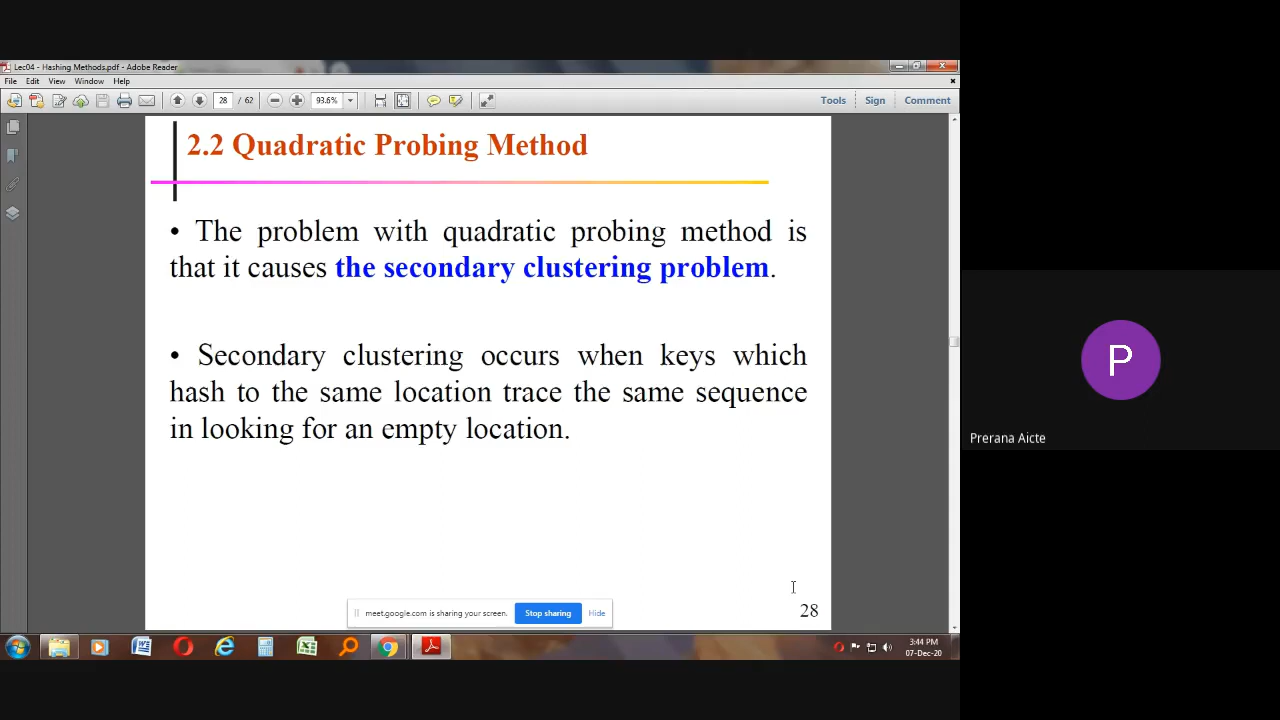 Lec04 - Hashing Methods.pdf - Adobe Reader
File Edit View Window Help
28 / 62 93.6% Tools Sign Comment
2.2 Quadratic Probing Method
• The problem with quadratic probing method is
that it causes the secondary clustering problem.
• Secondary clustering occurs when keys which
hash to the same location trace the same sequence
in looking for an empty location.
meet.google.com is sharing your screen. Stop sharing Hide
28
P
Prerana Aicte
3:44 PM
07-Dec-20